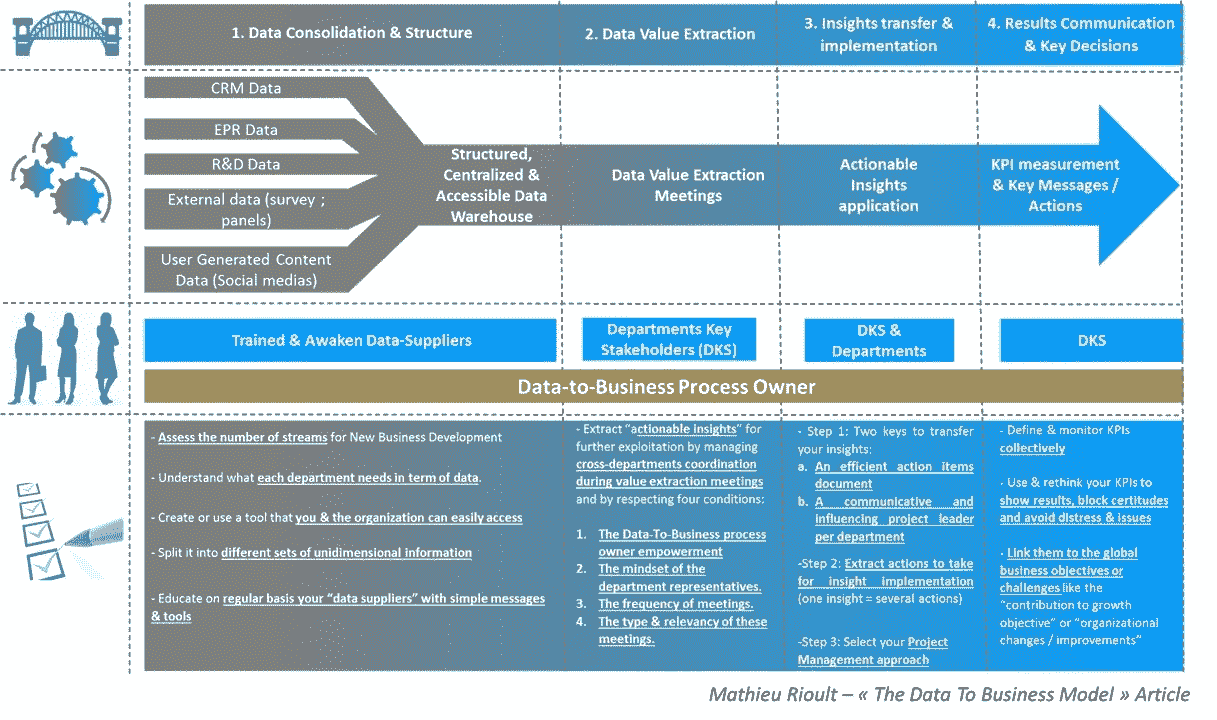 1. Data Consolidation & Structure
2. Data Value Extraction
3. Insights transfer &
implementation
4. Results Communication
& Key Decisions
CRM Data
EPR Data
R&D Data
External data (survey ;
panels)
User Generated Content
Data (Social medias)
Structured,
Centralized &
Accessible Data
Warehouse
Data Value Extraction
Meetings
Actionable
Insights
application
KPI measurement
& Key Messages /
Actions
Trained & Awaken Data-Suppliers
Departments Key
Stakeholders (DKS)
DKS &
Departments
DKS
Data-to-Business Process Owner
- Assess the number of streams for New Business Development
- Understand what each department needs in term of data.
- Create or use a tool that you & the organization can easily access
- Split it into different sets of unidimensional information
- Educate on regular basis your “data suppliers” with simple messages
& tools
- Extract “actionable insights” for
further exploitation by managing
cross-departments coordination
during value extraction meetings
and by respecting four conditions:
1. The Data-To-Business process
owner empowerment
2. The mindset of the
department representatives.
3. The frequency of meetings.
4. The type & relevancy of these
meetings.
- Step 1: Two keys to transfer
your insights:
a. An efficient action items
document
b. A communicative and
influencing project leader
per department
-Step 2: Extract actions to take
for insight implementation
(one insight = several actions)
-Step 3: Select your Project
Management approach
- Define & monitor KPIs
collectively
- Use & rethink your KPIs to
show results, block certitudes
and avoid distress & issues
- Link them to the global
business objectives or
challenges like the
“contribution to growth
objective” or “organizational
changes / improvements”
Mathieu Rioult – « The Data To Business Model » Article